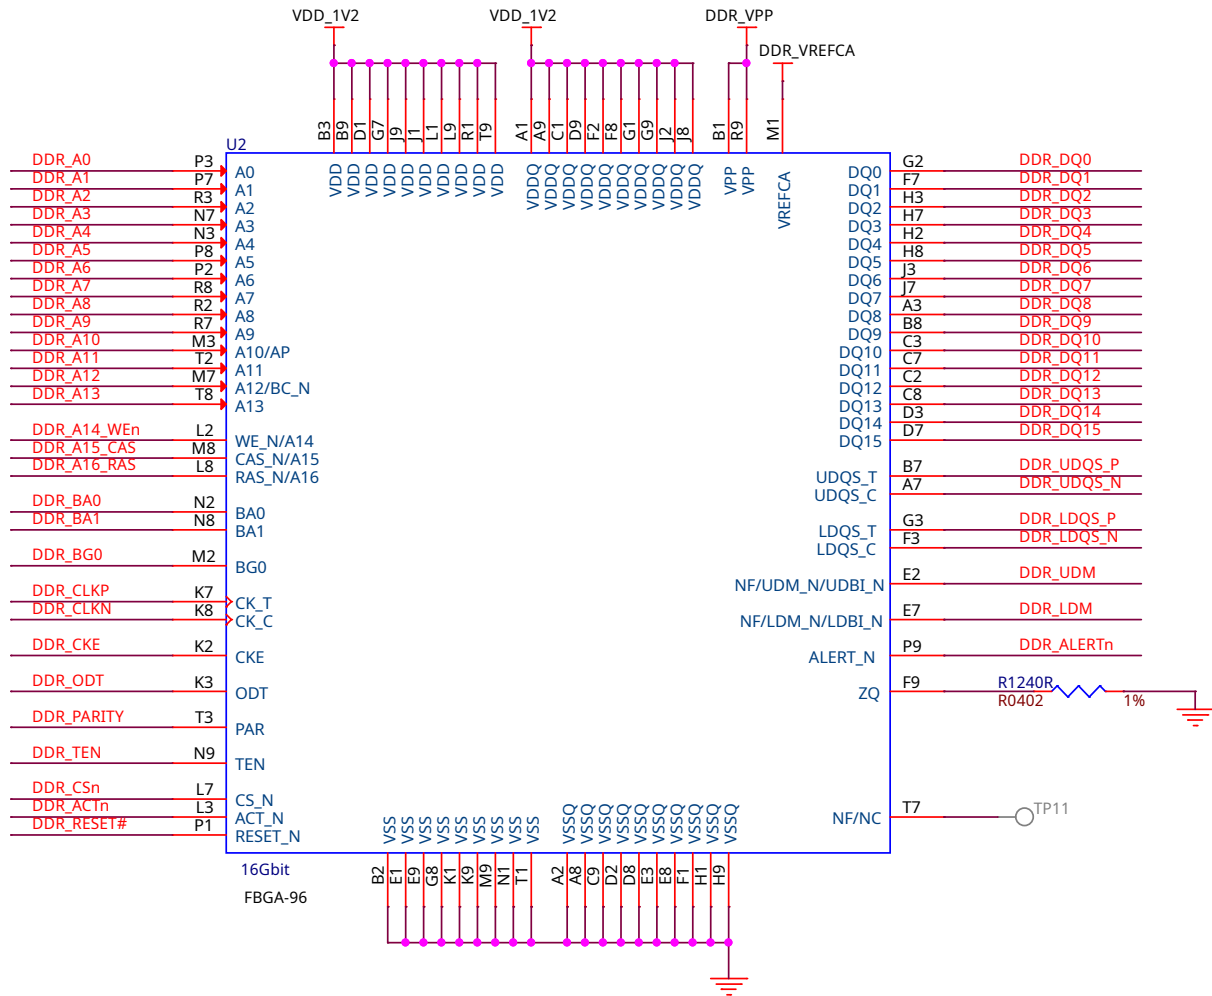 VDD_1V2
VDD_1V2
DDR_VPP
DDR_VREFCA
B3 B9 D1 G7 J9 J1 L1 L9 R1 T9
A1 A9 C1 D9 F2 F8 G1 G9 J2 J8
B1 R9
M1
U2
VDD VDD VDD VDD VDD VDD VDD VDD VDD VDD
VDDQ VDDQ VDDQ VDDQ VDDQ VDDQ VDDQ VDDQ VDDQ VDDQ
VPP VPP
VREFCA
DDR_A0 P3 A0
DDR_A1 P7 A1
DDR_A2 R3 A2
DDR_A3 N7 A3
DDR_A4 N3 A4
DDR_A5 P8 A5
DDR_A6 P2 A6
DDR_A7 R8 A7
DDR_A8 R2 A8
DDR_A9 R7 A9
DDR_A10 M3 A10/AP
DDR_A11 T2 A11
DDR_A12 M7 A12/BC_N
DDR_A13 T8 A13
DDR_A14_WEn L2 WE_N/A14
DDR_A15_CAS M8 CAS_N/A15
DDR_A16_RAS L8 RAS_N/A16
DDR_BA0 N2 BA0
DDR_BA1 N8 BA1
DDR_BG0 M2 BG0
DDR_CLKP K7 CK_T
DDR_CLKN K8 CK_C
DDR_CKE K2 CKE
DDR_ODT K3 ODT
DDR_PARITY T3 PAR
DDR_TEN N9 TEN
DDR_CSn L7 CS_N
DDR_ACTn L3 ACT_N
DDR_RESET# P1 RESET_N
DQ0 G2 DDR_DQ0
DQ1 F7 DDR_DQ1
DQ2 H3 DDR_DQ2
DQ3 H7 DDR_DQ3
DQ4 H2 DDR_DQ4
DQ5 H8 DDR_DQ5
DQ6 J3 DDR_DQ6
DQ7 J7 DDR_DQ7
DQ8 A3 DDR_DQ8
DQ9 B8 DDR_DQ9
DQ10 C3 DDR_DQ10
DQ11 C7 DDR_DQ11
DQ12 C2 DDR_DQ12
DQ13 C8 DDR_DQ13
DQ14 D3 DDR_DQ14
DQ15 D7 DDR_DQ15
UDQS_T B7 DDR_UDQS_P
UDQS_C A7 DDR_UDQS_N
LDQS_T G3 DDR_LDQS_P
LDQS_C F3 DDR_LDQS_N
NF/UDM_N/UDBI_N E2 DDR_UDM
NF/LDM_N/LDBI_N E7 DDR_LDM
ALERT_N P9 DDR_ALERTn
ZQ F9 R1240R
R0402 1%
NF/NC T7 TP11
VSS VSS VSS VSS VSS VSS VSS VSS VSS
VSSQ VSSQ VSSQ VSSQ VSSQ VSSQ VSSQ VSSQ VSSQ VSSQ
B2 E1 E9 G8 K1 K9 M9 N1 T1
A2 A8 C9 D2 D8 E3 E8 F1 H1 H9
16Gbit
FBGA-96